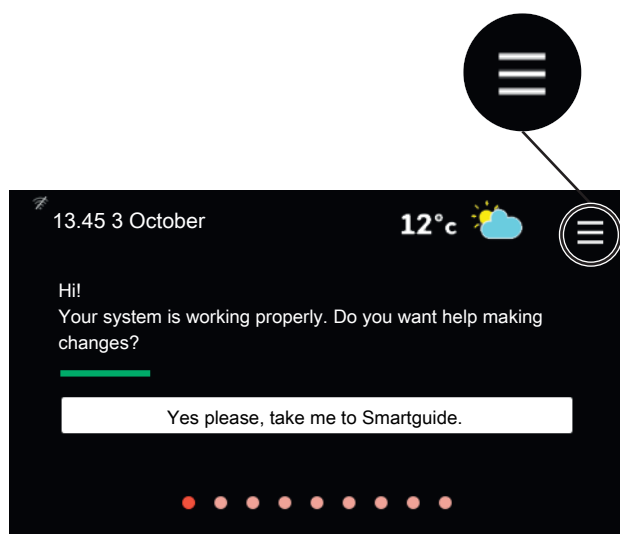 13.45 3 October
12°c
Hi!
Your system is working properly. Do you want help making
changes?
Yes please, take me to Smartguide.